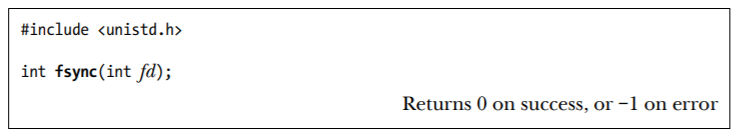 #include <unistd.h>
int fsync(int fd);
Returns 0 on success, or −1 on error